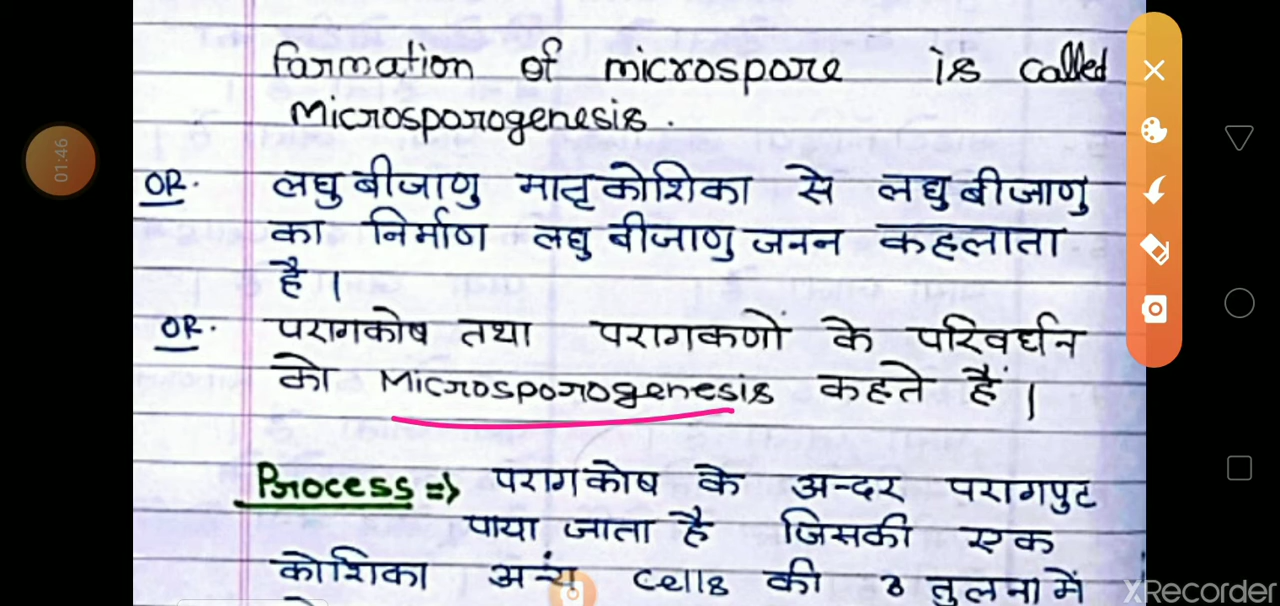 01:46
formation of microspore is called
Microsporogenesis.
OR. लघु बीजाणु मातृ कोशिका से लघु बीजाणु
का निर्माण लघु बीजाणु जनन कहलाता
है।
OR. परागकोष तथा परागकणों के परिवर्धन
को Microsporogenesis कहते हैं।
Process => परागकोष के अन्दर परागपुट
पाया जाता है जिसकी एक
कोशिका अन्य cells की तुलना में
XRecorder